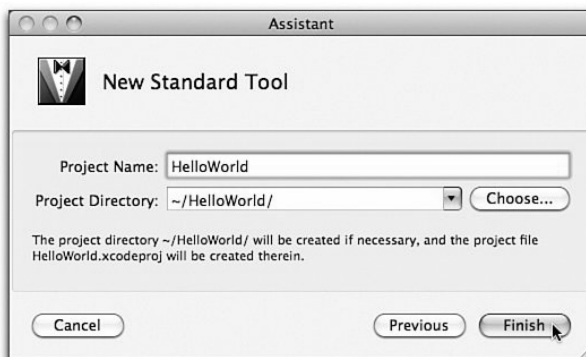 Assistant
New Standard Tool
Project Name: HelloWorld
Project Directory: ~/HelloWorld/ Choose...
The project directory ~/HelloWorld/ will be created if necessary, and the project file
HelloWorld.xcodeproj will be created therein.
Cancel Previous Finish